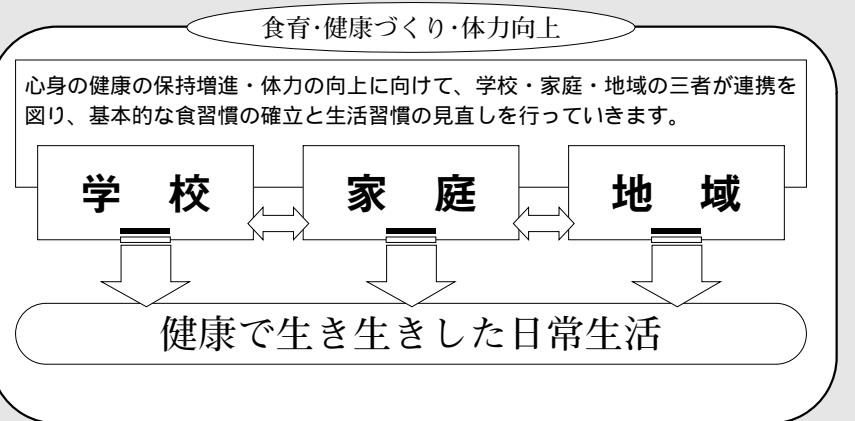 食育･健康づくり･体力向上
心身の健康の保持増進・体力の向上に向けて、学校・家庭・地域の三者が連携を
図り、基本的な食習慣の確立と生活習慣の見直しを行っていきます。
学　校
家　庭
地　域
健康で生き生きした日常生活